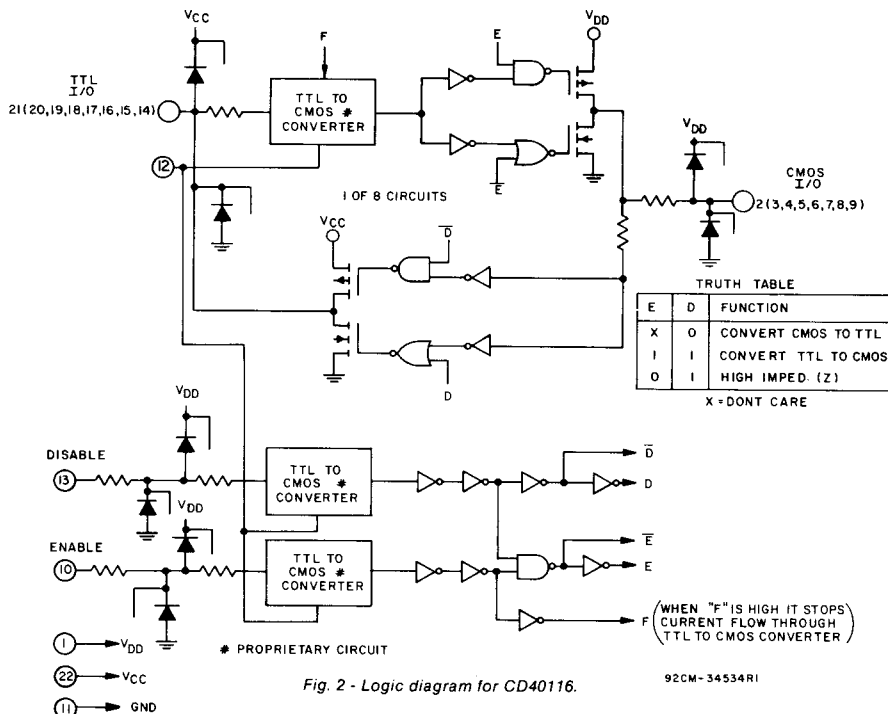 VCC
TTL
I/O
21(20,19,18,17,16,15,14)
12
F
TTL TO
CMOS #
CONVERTER
E
VDD
E
1 OF 8 CIRCUITS
VDD
CMOS
I/O
2(3,4,5,6,7,8,9)
VCC
D
D
TRUTH TABLE
E D FUNCTION
X 0 CONVERT CMOS TO TTL
1 1 CONVERT TTL TO CMOS
0 1 HIGH IMPED. (Z)
X = DONT CARE
VDD
DISABLE
13
TTL TO
CMOS #
CONVERTER
D
D
VDD
ENABLE
10
TTL TO
CMOS #
CONVERTER
E
E
F (WHEN "F" IS HIGH IT STOPS
CURRENT FLOW THROUGH
TTL TO CMOS CONVERTER)
1 VDD
22 VCC
11 GND
# PROPRIETARY CIRCUIT
Fig. 2 - Logic diagram for CD40116.
92CM-34534R1